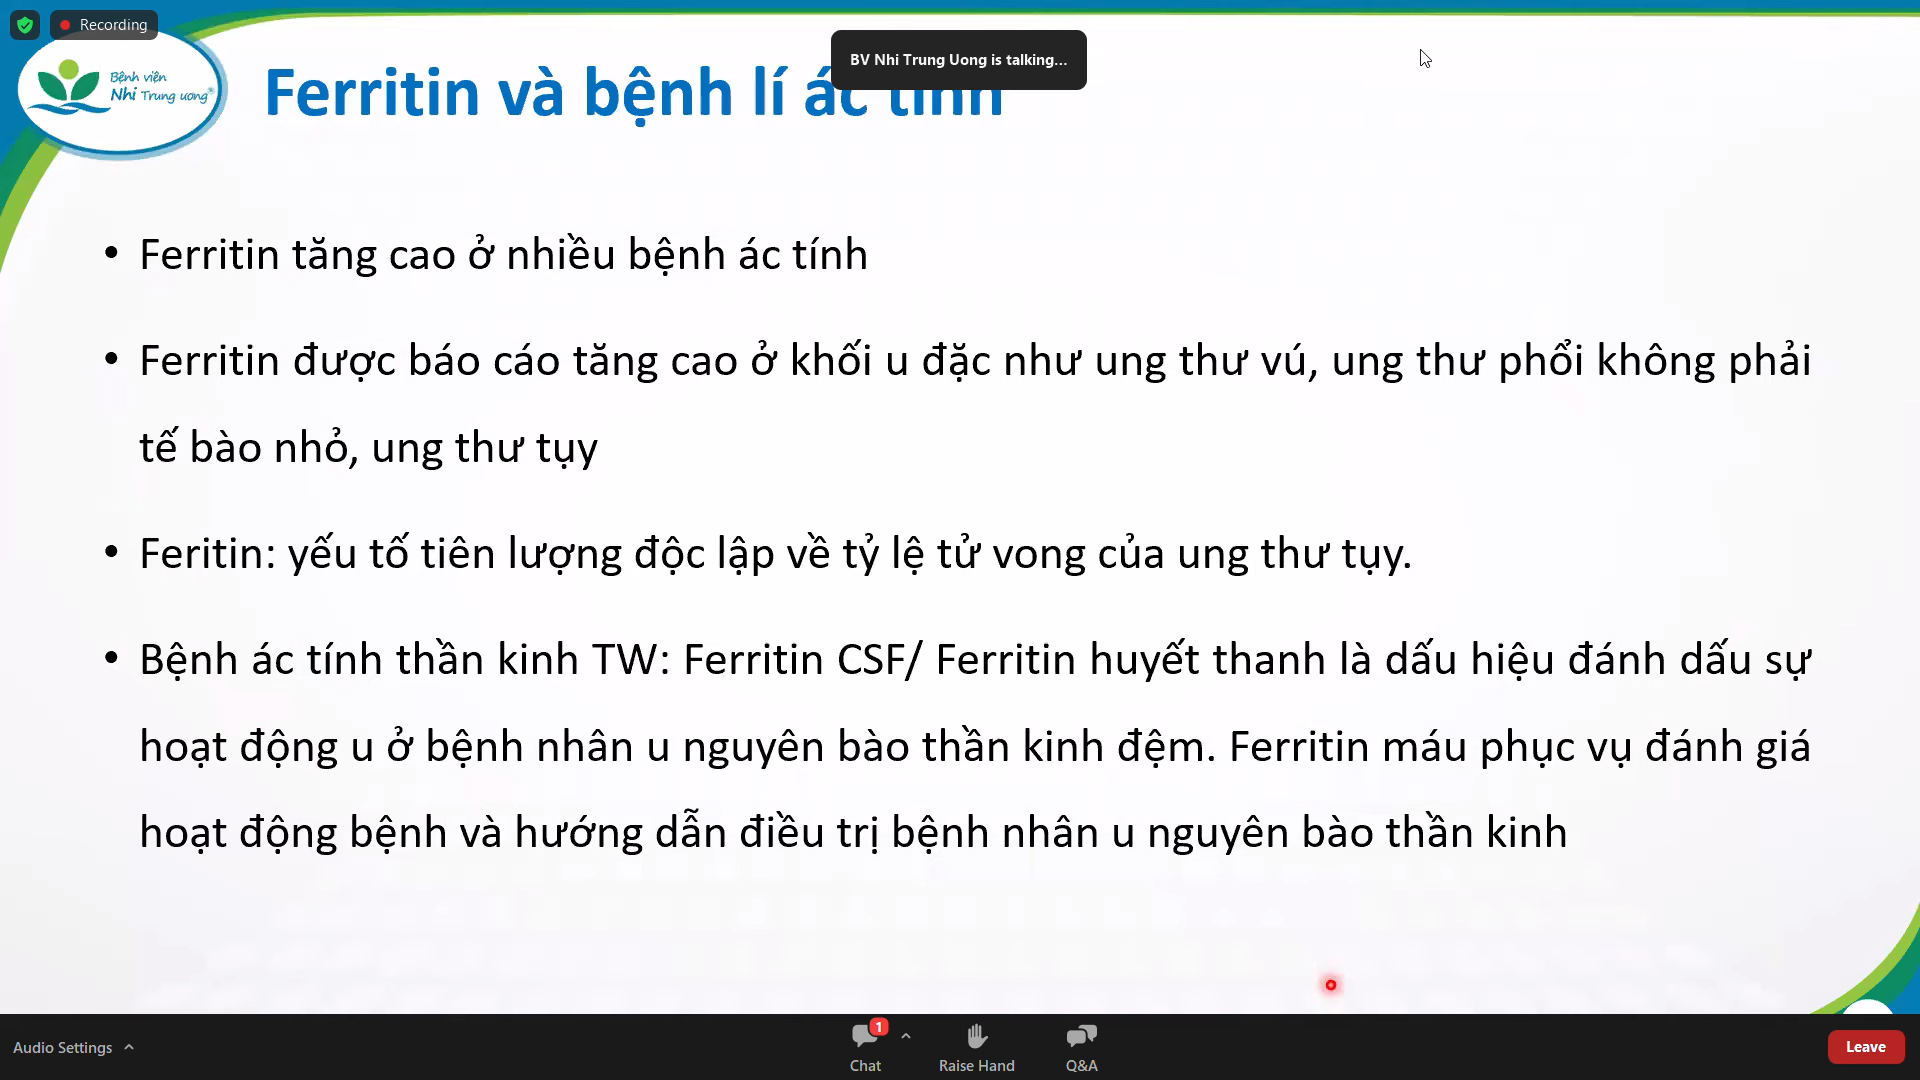 Recording
BV Nhi Trung Uong is talking...
Bệnh viện
Nhi Trung ương®
Ferritin và bệnh lí ác tính
• Ferritin tăng cao ở nhiều bệnh ác tính
• Ferritin được báo cáo tăng cao ở khối u đặc như ung thư vú, ung thư phổi không phải
tế bào nhỏ, ung thư tụy
• Feritin: yếu tố tiên lượng độc lập về tỷ lệ tử vong của ung thư tụy.
• Bệnh ác tính thần kinh TW: Ferritin CSF/ Ferritin huyết thanh là dấu hiệu đánh dấu sự
hoạt động u ở bệnh nhân u nguyên bào thần kinh đệm. Ferritin máu phục vụ đánh giá
hoạt động bệnh và hướng dẫn điều trị bệnh nhân u nguyên bào thần kinh
Audio Settings
1
Chat
Raise Hand
Q&A
Leave